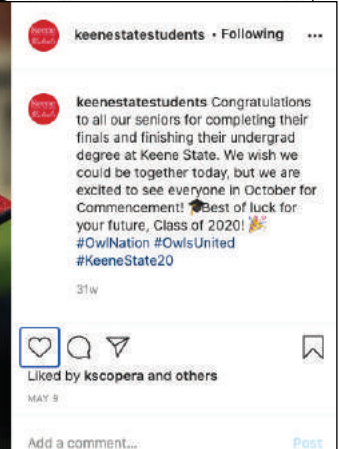 keenestatestudents • Following ...
keenestatestudents Congratulations
to all our seniors for completing their
finals and finishing their undergrad
degree at Keene State. We wish we
could be together today, but we are
excited to see everyone in October for
Commencement! 🎓Best of luck for
your future, Class of 2020! 🎉
#OwlNation #OwlsUnited
#KeeneState20
31w
Liked by kscopera and others
MAY 9
Add a comment... Post